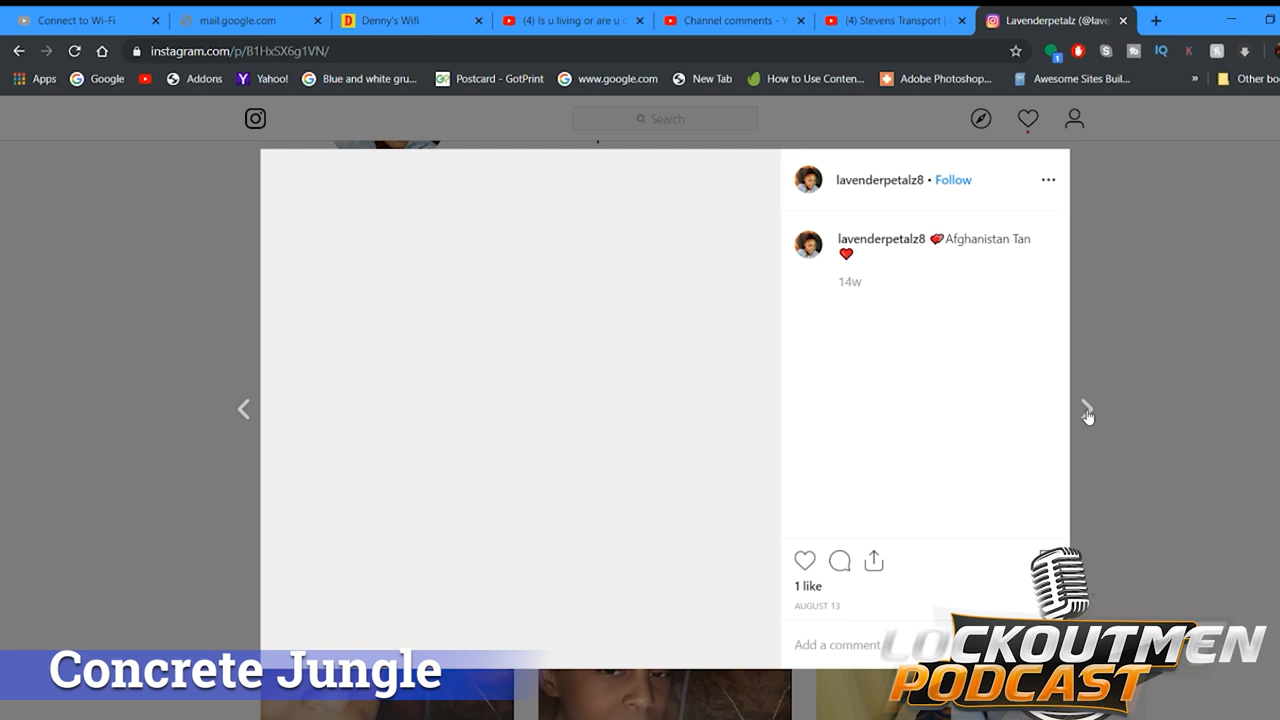 Connect to Wi-Fi
mail.google.com
Denny's Wifi
(4) Is u living or are u
Channel comments - Y
(4) Stevens Transport |
Lavenderpetalz (@lave
instagram.com/p/B1HxSX6g1VN/
Apps
Google
Addons
Yahoo!
Blue and white gru...
Postcard - GotPrint
www.google.com
New Tab
How to Use Conten...
Adobe Photoshop...
Awesome Sites Buil...
»
Other bo
Search
lavenderpetalz8 • Follow
lavenderpetalz8 💕Afghanistan Tan
❤
14w
1 like
AUGUST 13
Add a comment
LOCKOUTMEN
PODCAST
Concrete Jungle